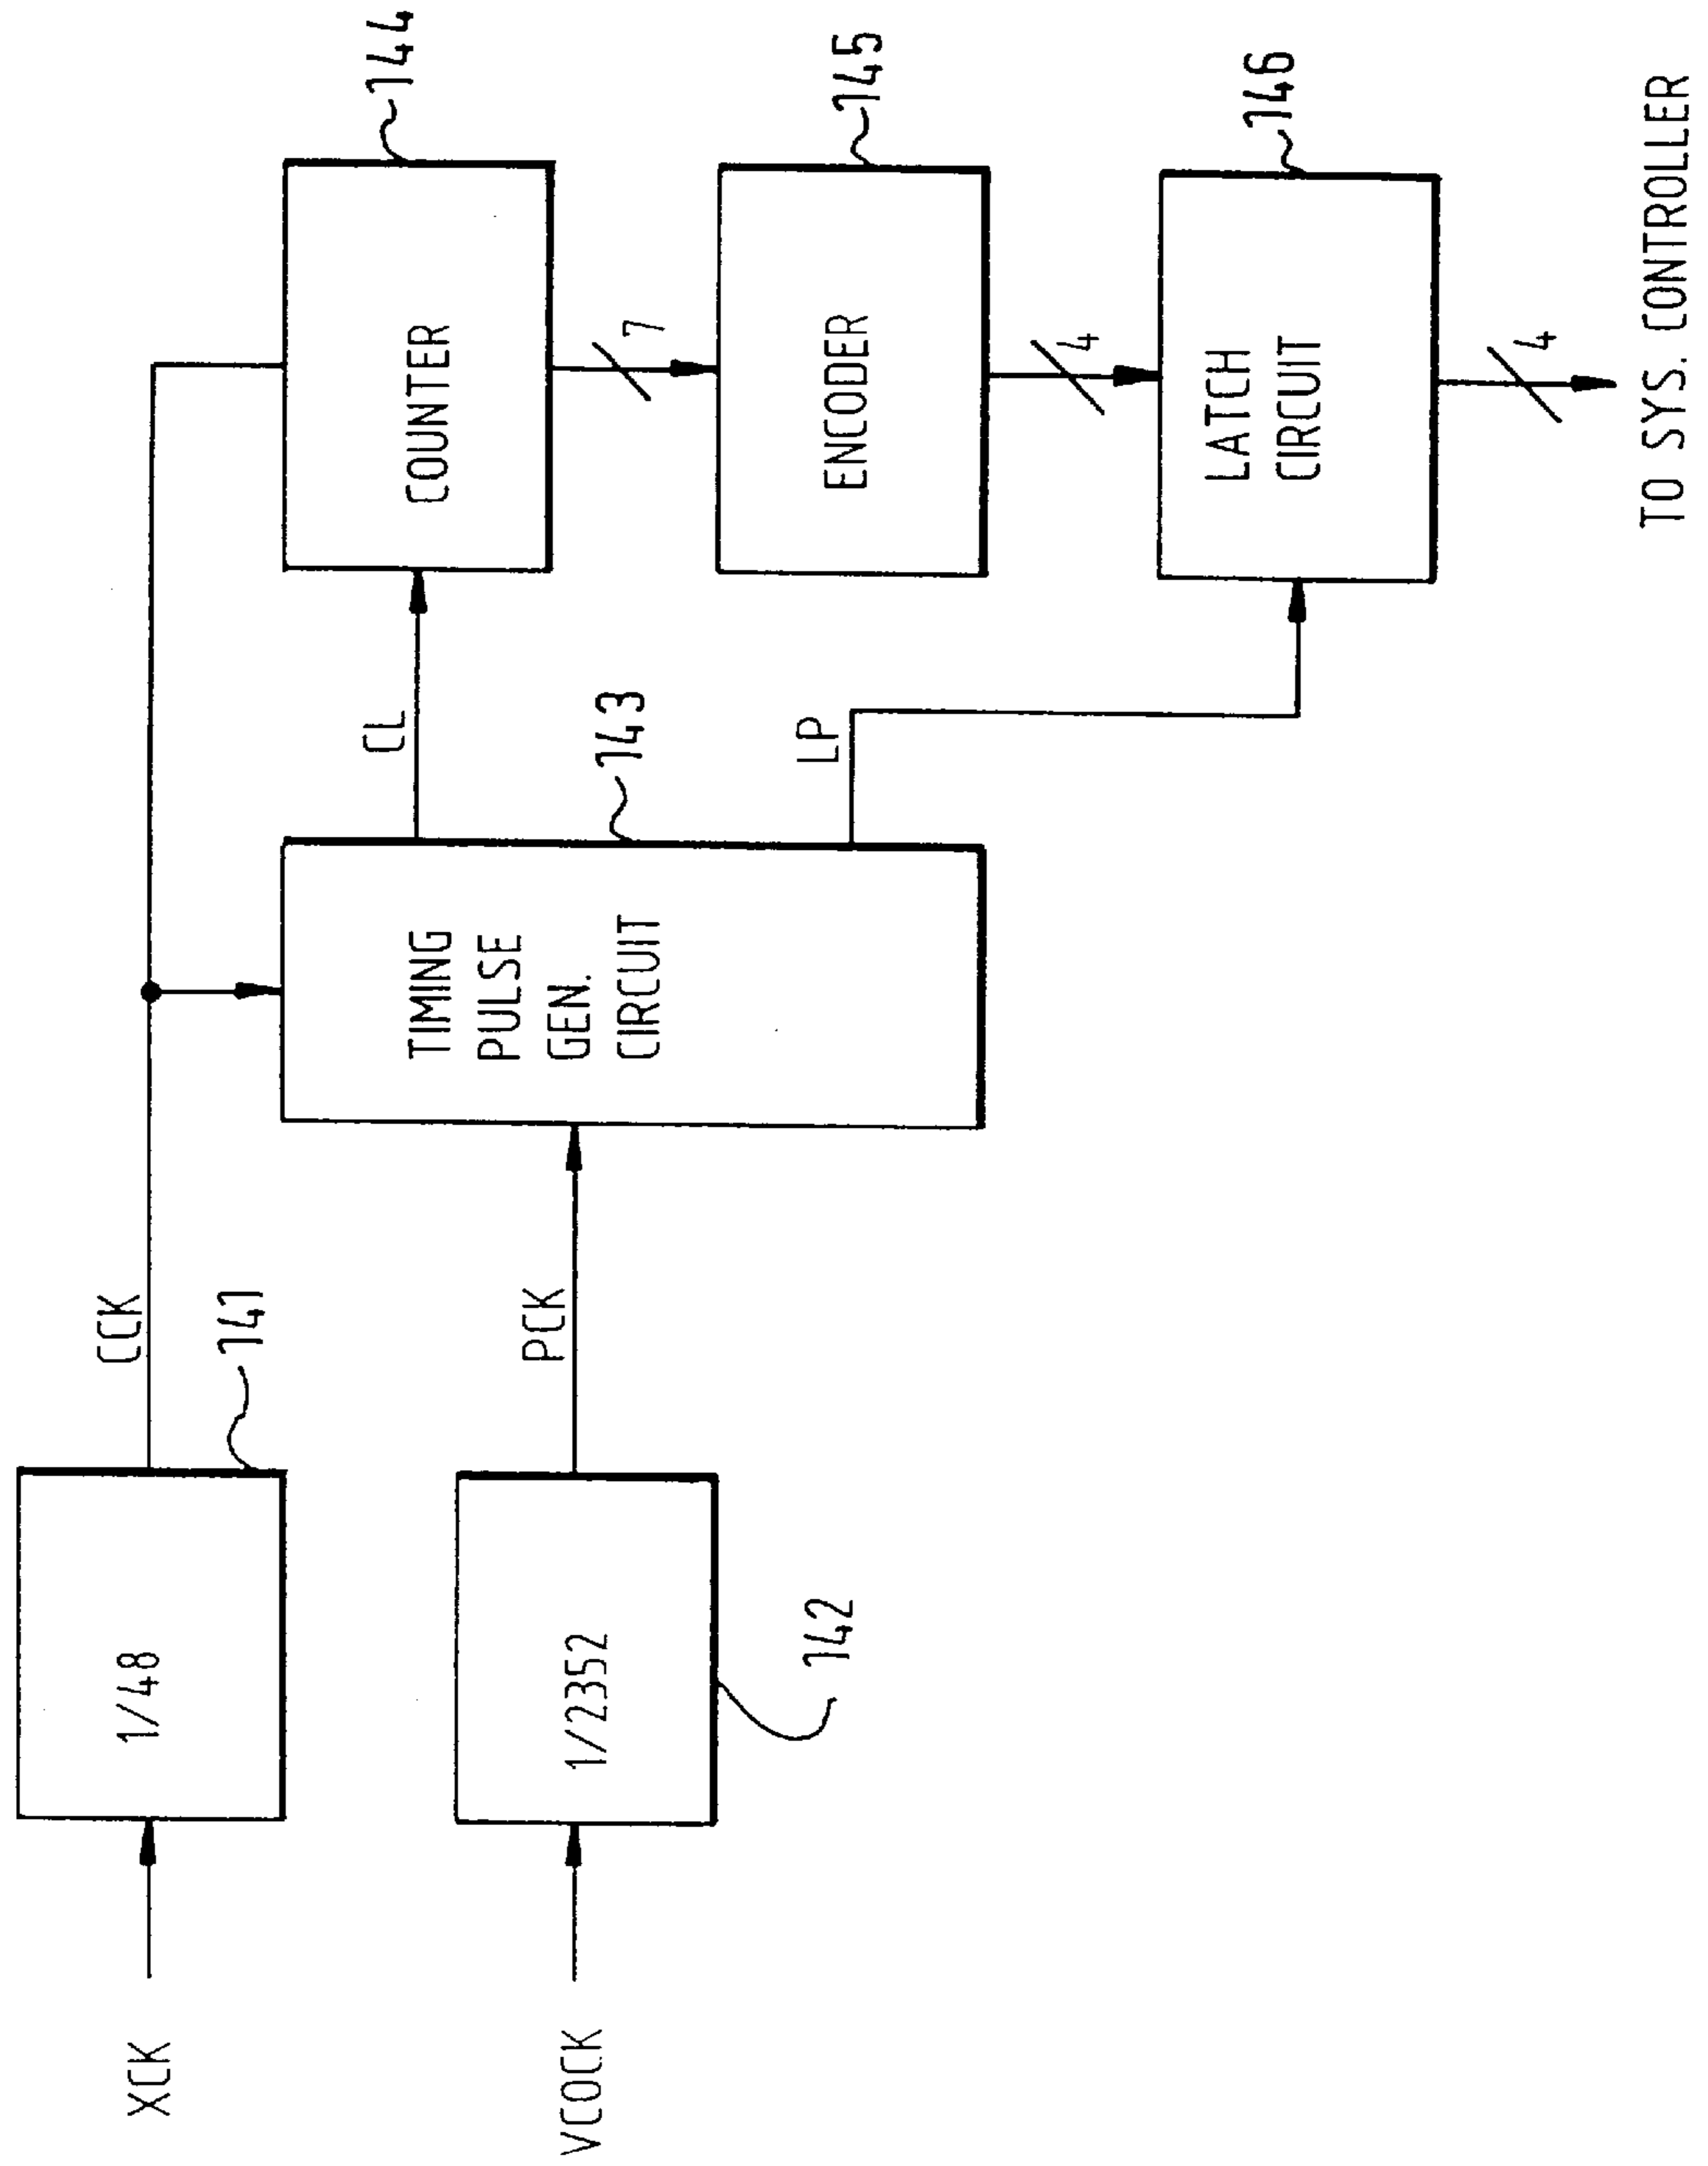 XCK
1/48
141
CCK
VCOCK
1/2352
142
PCK
TIMING
PULSE
GEN.
CIRCUIT
143
CL
LP
COUNTER
144
7
ENCODER
145
4
LATCH
CIRCUIT
146
4
TO SYS. CONTROLLER